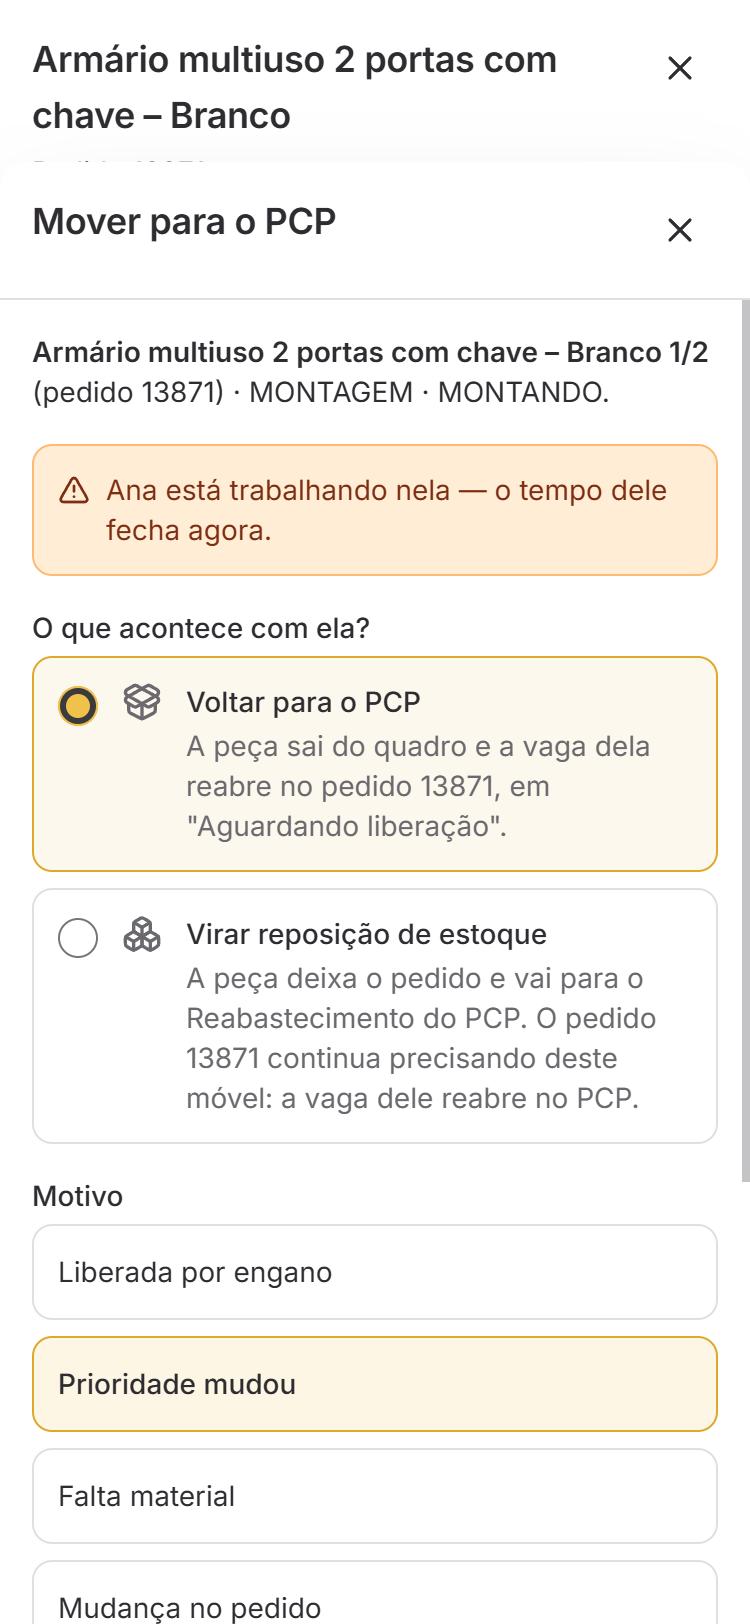 Armário multiuso 2 portas com
chave – Branco
Mover para o PCP
Armário multiuso 2 portas com chave – Branco 1/2
(pedido 13871) · MONTAGEM · MONTANDO.
Ana está trabalhando nela — o tempo dele
fecha agora.
O que acontece com ela?
Voltar para o PCP
A peça sai do quadro e a vaga dela
reabre no pedido 13871, em
"Aguardando liberação".
Virar reposição de estoque
A peça deixa o pedido e vai para o
Reabastecimento do PCP. O pedido
13871 continua precisando deste
móvel: a vaga dele reabre no PCP.
Motivo
Liberada por engano
Prioridade mudou
Falta material
Mudança no pedido